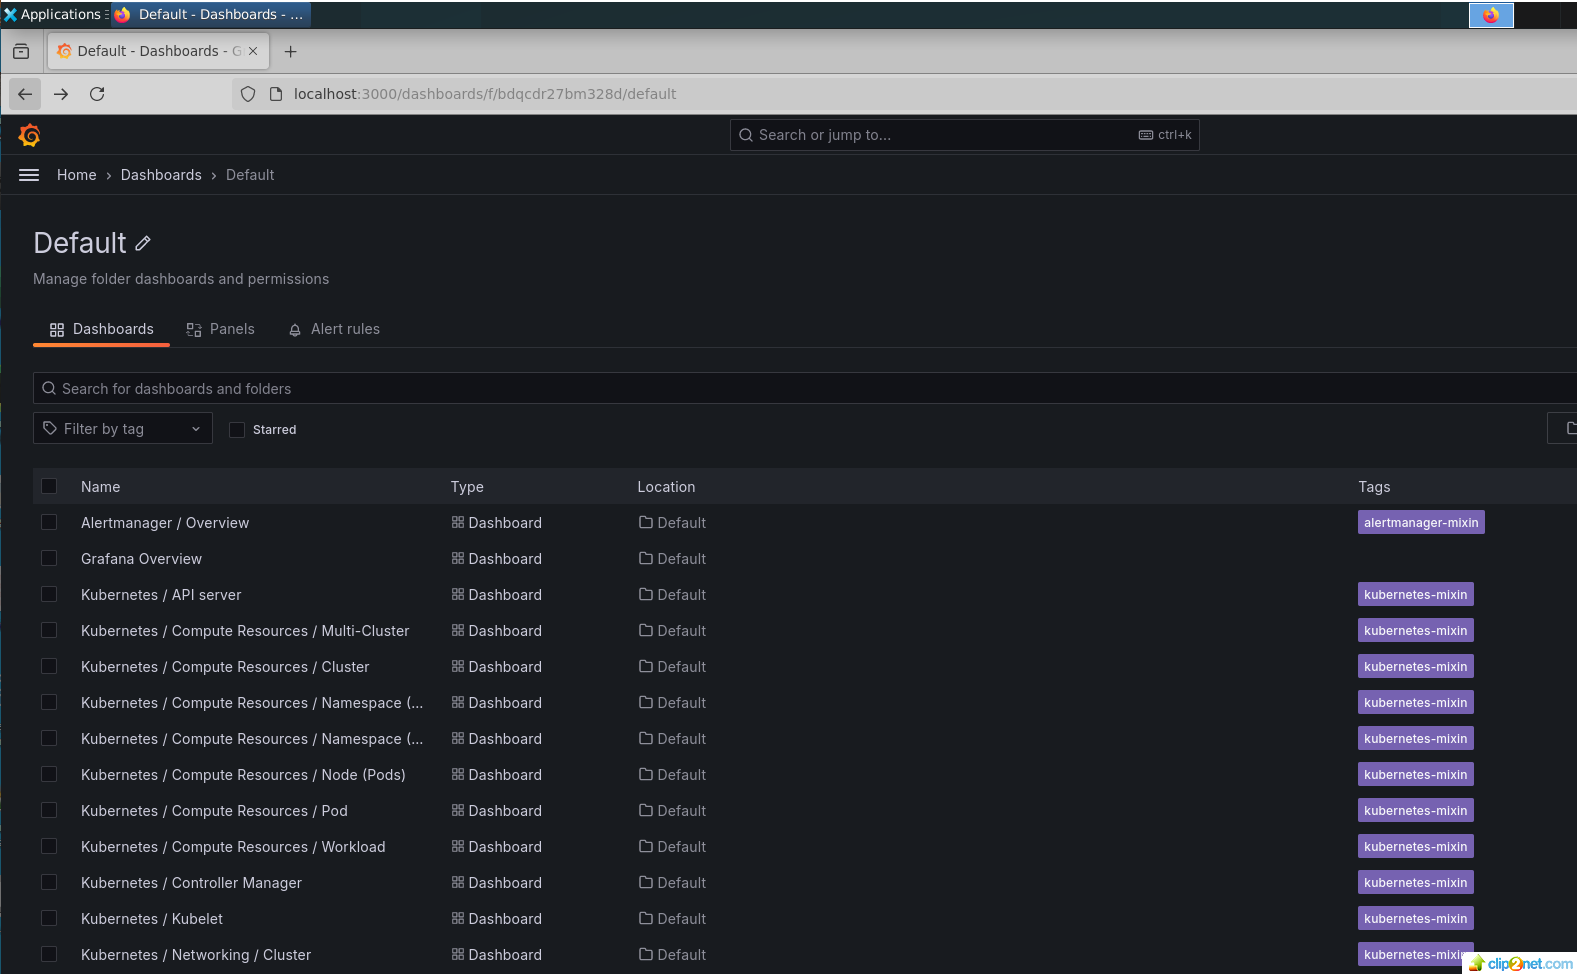 Applications
Default - Dashboards - ...
Default - Dashboards - G
localhost:3000/dashboards/f/bdqcdr27bm328d/default
Search or jump to...
ctrl+k
Home › Dashboards › Default
Default
Manage folder dashboards and permissions
Dashboards Panels Alert rules
Search for dashboards and folders
Filter by tag Starred
Name Type Location Tags
Alertmanager / Overview Dashboard Default alertmanager-mixin
Grafana Overview Dashboard Default
Kubernetes / API server Dashboard Default kubernetes-mixin
Kubernetes / Compute Resources / Multi-Cluster Dashboard Default kubernetes-mixin
Kubernetes / Compute Resources / Cluster Dashboard Default kubernetes-mixin
Kubernetes / Compute Resources / Namespace (... Dashboard Default kubernetes-mixin
Kubernetes / Compute Resources / Namespace (... Dashboard Default kubernetes-mixin
Kubernetes / Compute Resources / Node (Pods) Dashboard Default kubernetes-mixin
Kubernetes / Compute Resources / Pod Dashboard Default kubernetes-mixin
Kubernetes / Compute Resources / Workload Dashboard Default kubernetes-mixin
Kubernetes / Controller Manager Dashboard Default kubernetes-mixin
Kubernetes / Kubelet Dashboard Default kubernetes-mixin
Kubernetes / Networking / Cluster Dashboard Default kubernetes-mixin
clip2net.com